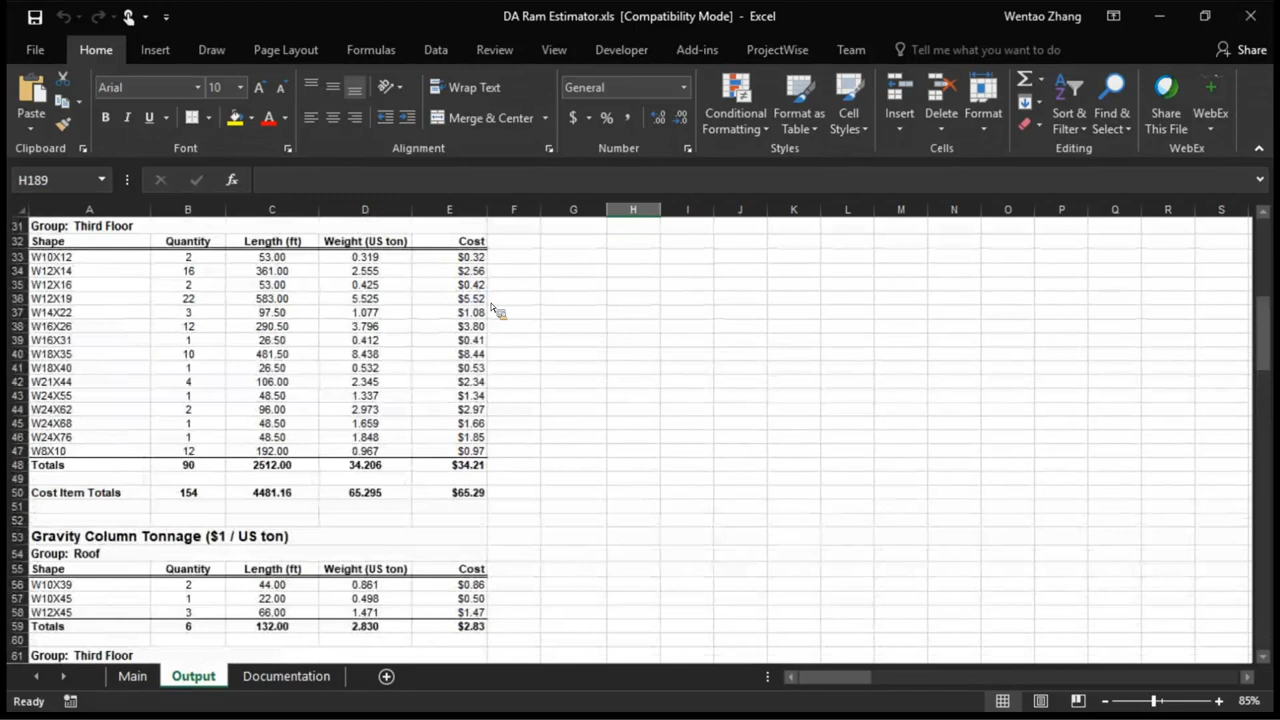 DA Ram Estimator.xls [Compatibility Mode] - Excel
Wentao Zhang
File Home Insert Draw Page Layout Formulas Data Review View Developer Add-ins ProjectWise Team Tell me what you want to do Share
Paste
Clipboard
Arial 10
B I U
Font
Wrap Text
Merge & Center
Alignment
General
$ % ,
Number
Conditional Formatting
Format as Table
Cell Styles
Styles
Insert Delete Format
Cells
Sort & Filter
Find & Select
Editing
Share This File
WebEx
WebEx
H189
fx
A B C D E F G H I J K L M N O P Q R S
31 Group: Third Floor
32 Shape Quantity Length (ft) Weight (US ton) Cost
33 W10X12 2 53.00 0.319 $0.32
34 W12X14 16 361.00 2.555 $2.56
35 W12X16 2 53.00 0.425 $0.42
36 W12X19 22 583.00 5.525 $5.52
37 W14X22 3 97.50 1.077 $1.08
38 W16X26 12 290.50 3.796 $3.80
39 W16X31 1 26.50 0.412 $0.41
40 W18X35 10 481.50 8.438 $8.44
41 W18X40 1 26.50 0.532 $0.53
42 W21X44 4 106.00 2.345 $2.34
43 W24X55 1 48.50 1.337 $1.34
44 W24X62 2 96.00 2.973 $2.97
45 W24X68 1 48.50 1.659 $1.66
46 W24X76 1 48.50 1.848 $1.85
47 W8X10 12 192.00 0.967 $0.97
48 Totals 90 2512.00 34.206 $34.21
49
50 Cost Item Totals 154 4481.16 65.295 $65.29
51
52
53 Gravity Column Tonnage ($1 / US ton)
54 Group: Roof
55 Shape Quantity Length (ft) Weight (US ton) Cost
56 W10X39 2 44.00 0.861 $0.86
57 W10X45 1 22.00 0.498 $0.50
58 W12X45 3 66.00 1.471 $1.47
59 Totals 6 132.00 2.830 $2.83
60
61 Group: Third Floor
Main Output Documentation
Ready
85%